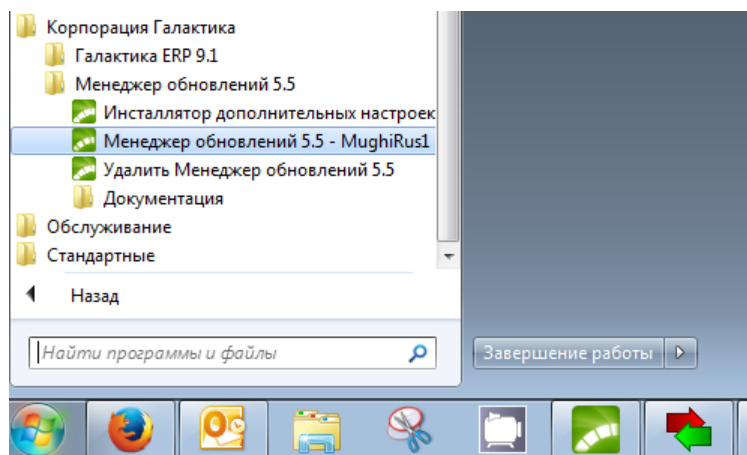 Корпорация Галактика
Галактика ERP 9.1
Менеджер обновлений 5.5
Инсталлятор дополнительных настроек
Менеджер обновлений 5.5 - MughiRus1
Удалить Менеджер обновлений 5.5
Документация
Обслуживание
Стандартные
Назад
Найти программы и файлы
Завершение работы